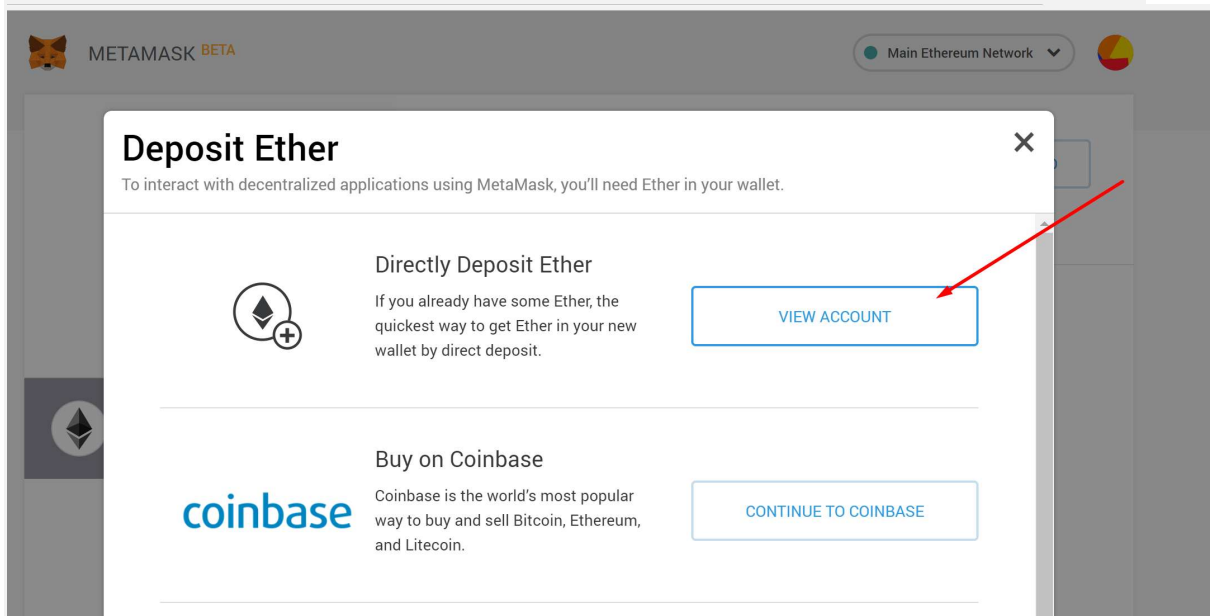 METAMASK BETA
Main Ethereum Network
Deposit Ether
To interact with decentralized applications using MetaMask, you’ll need Ether in your wallet.
Directly Deposit Ether
If you already have some Ether, the
quickest way to get Ether in your new
wallet by direct deposit.
VIEW ACCOUNT
coinbase
Buy on Coinbase
Coinbase is the world’s most popular
way to buy and sell Bitcoin, Ethereum,
and Litecoin.
CONTINUE TO COINBASE